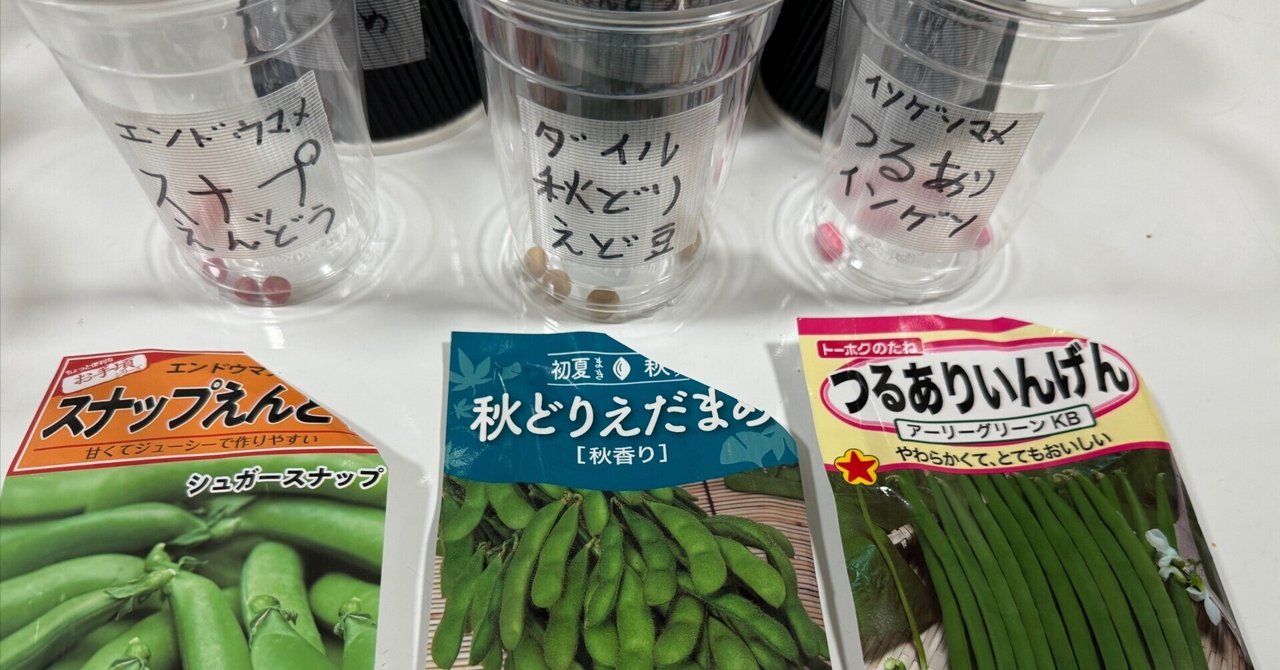 め
エンドウマメ
スナップ
えんどう
ダイル
秋どり
えど豆
インゲンマメ
つるあり
インゲン
ちょっと便利な
お手頃
エンドウマ
スナップえんど
甘くてジューシーで作りやすい
シュガースナップ
初夏まき 秋
秋どりえだまめ
[秋香り]
トーホクのたね
つるありいんげん
アーリーグリーンKB
やわらかくて、とてもおいしい